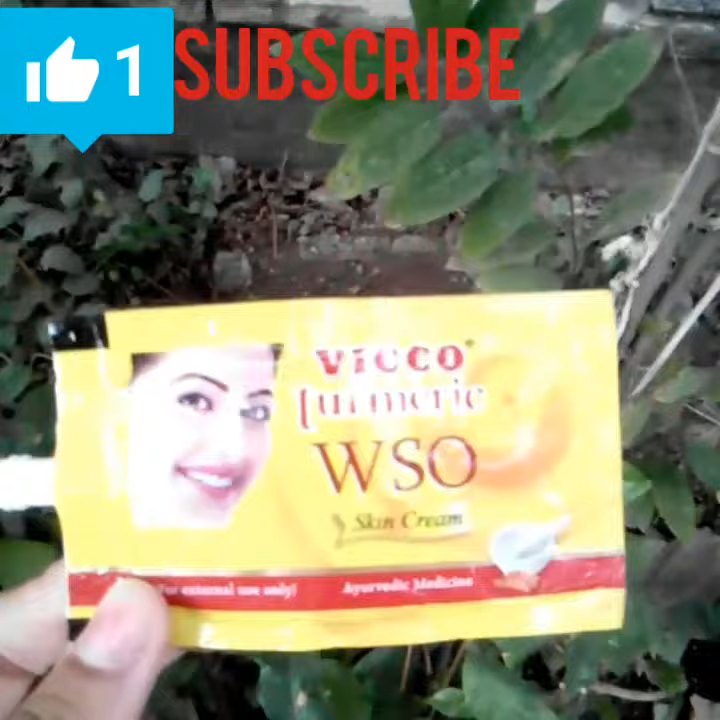 1
SUBSCRIBE
VICCO
turmeric
WSO
Skin Cream
For external use only)
Ayurvedic Medicine